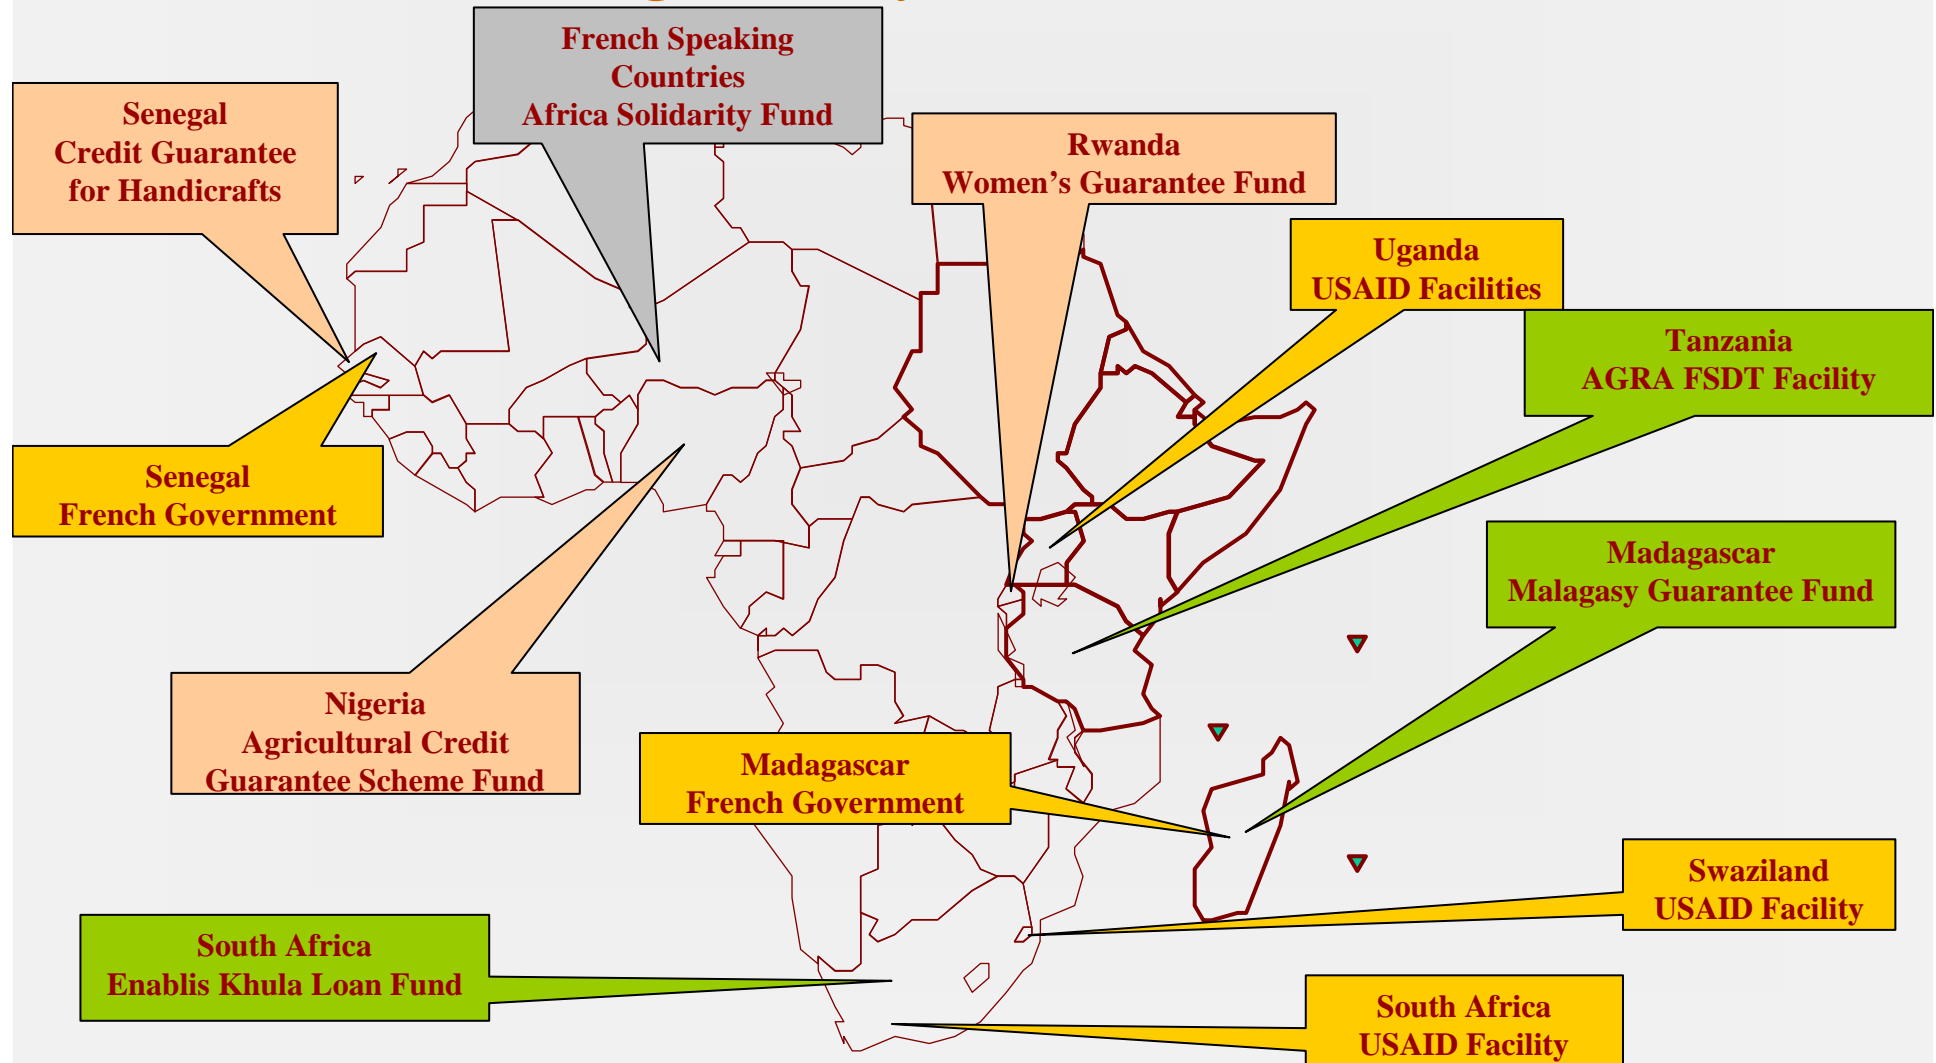 French Speaking
Countries
Africa Solidarity Fund
Senegal
Credit Guarantee
for Handicrafts
Rwanda
Women’s Guarantee Fund
Uganda
USAID Facilities
Tanzania
AGRA FSDT Facility
Senegal
French Government
Madagascar
Malagasy Guarantee Fund
Nigeria
Agricultural Credit
Guarantee Scheme Fund
Madagascar
French Government
Swaziland
USAID Facility
South Africa
Enablis Khula Loan Fund
South Africa
USAID Facility